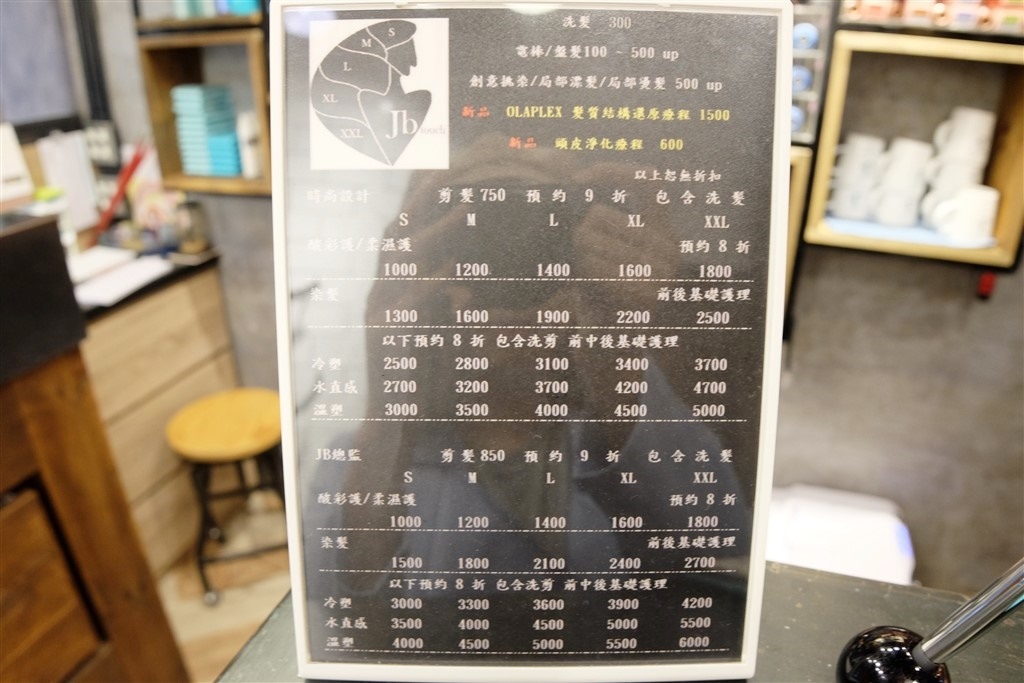 S
M
L
XL
XXL
Jb
touch
洗髮 300
電棒/盤髮100 ~ 500 up
創意挑染/局部漂髮/局部燙髮 500 up
新品 OLAPLEX 髮質結構還原療程 1500
新品 頭皮淨化療程 600
以上恕無折扣
時尚設計 剪髮750 預約 9 折 包含洗髮
S M L XL XXL
酸彩護/柔濕護 預約 8 折
1000 1200 1400 1600 1800
染髮 前後基礎護理
1300 1600 1900 2200 2500
以下預約 8 折 包含洗剪 前中後基礎護理
冷塑 2500 2800 3100 3400 3700
水直感 2700 3200 3700 4200 4700
溫塑 3000 3500 4000 4500 5000
JB總監 剪髮850 預約 9 折 包含洗髮
S M L XL XXL
酸彩護/柔濕護 預約 8 折
1000 1200 1400 1600 1800
染髮 前後基礎護理
1500 1800 2100 2400 2700
以下預約 8 折 包含洗剪 前中後基礎護理
冷塑 3000 3300 3600 3900 4200
水直感 3500 4000 4500 5000 5500
溫塑 4000 4500 5000 5500 6000